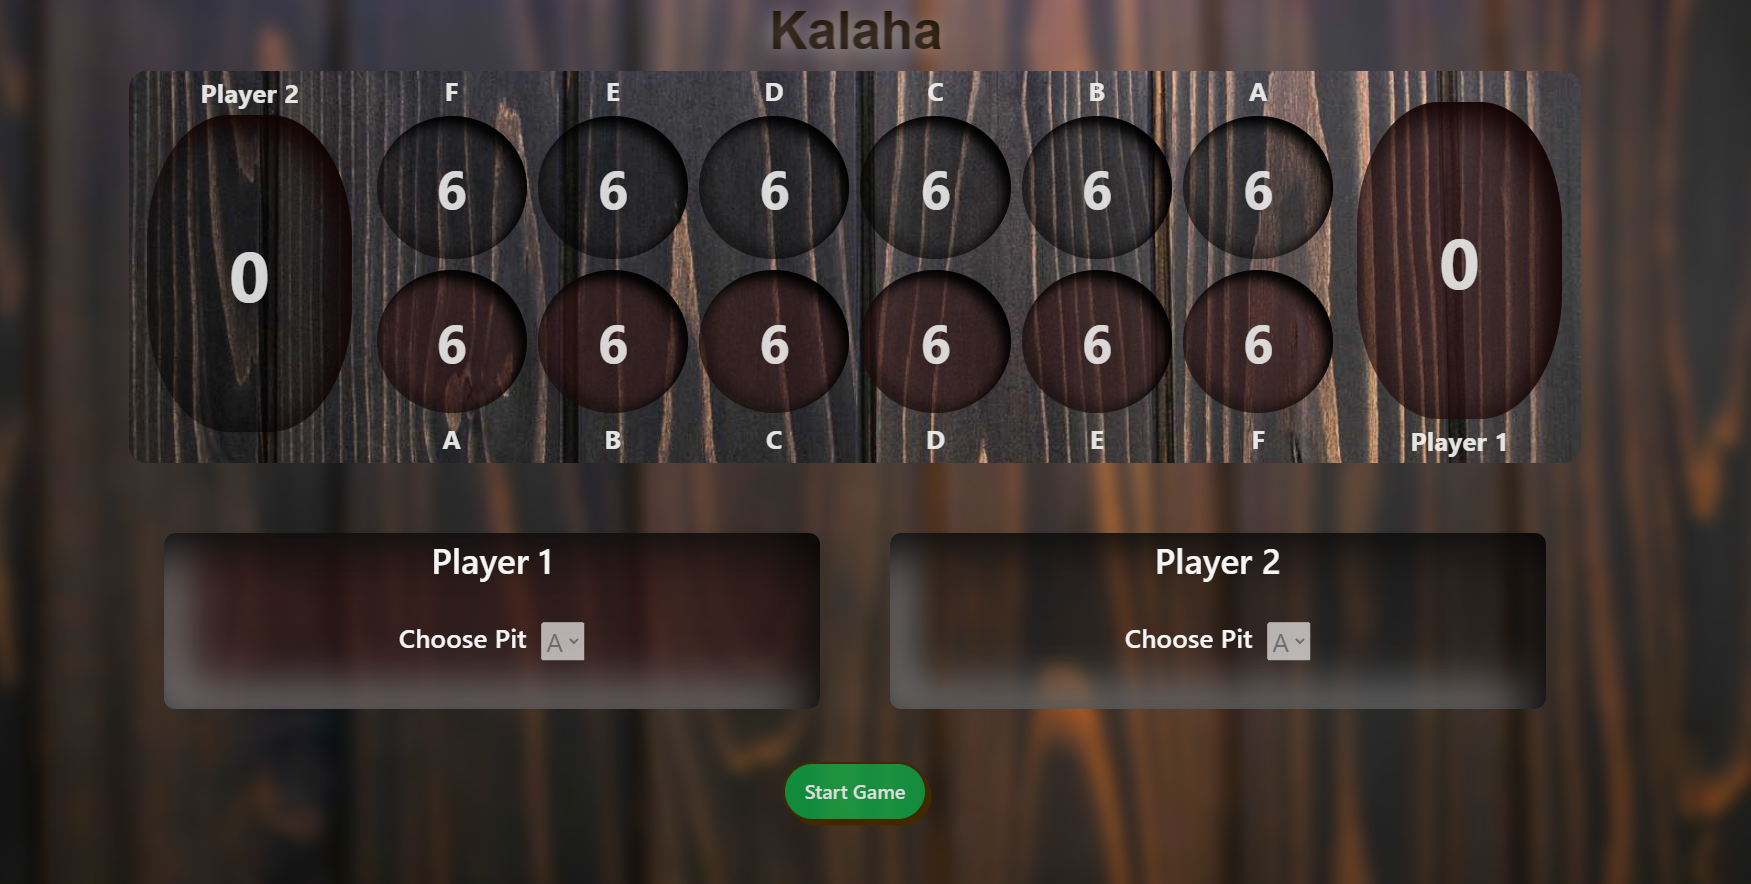 Kalaha
Player 2 F E D C B A
6 6 6 6 6 6
0 0
6 6 6 6 6 6
A B C D E F Player 1
Player 1
Choose Pit A
Player 2
Choose Pit A
Start Game